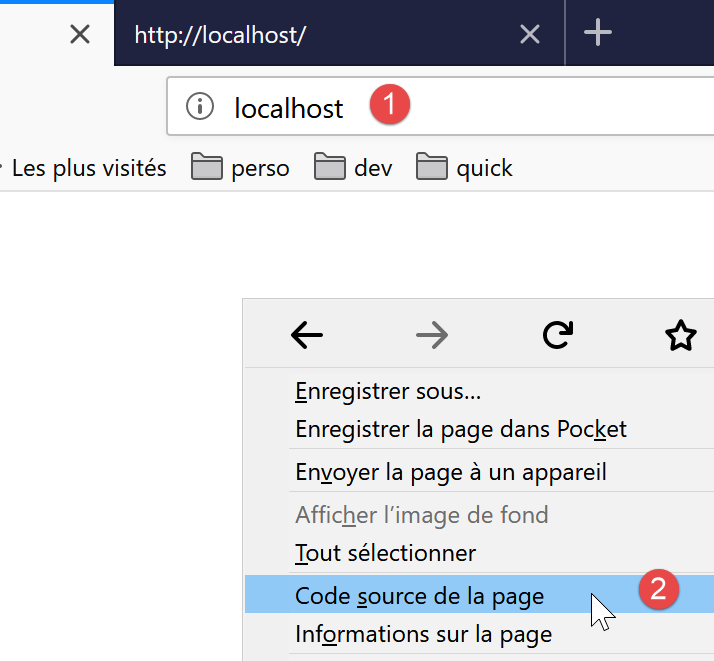 http://localhost/
localhost 1
Les plus visités perso dev quick
Enregistrer sous...
Enregistrer la page dans Pocket
Envoyer la page à un appareil
Afficher l’image de fond
Tout sélectionner
Code source de la page 2
Informations sur la page